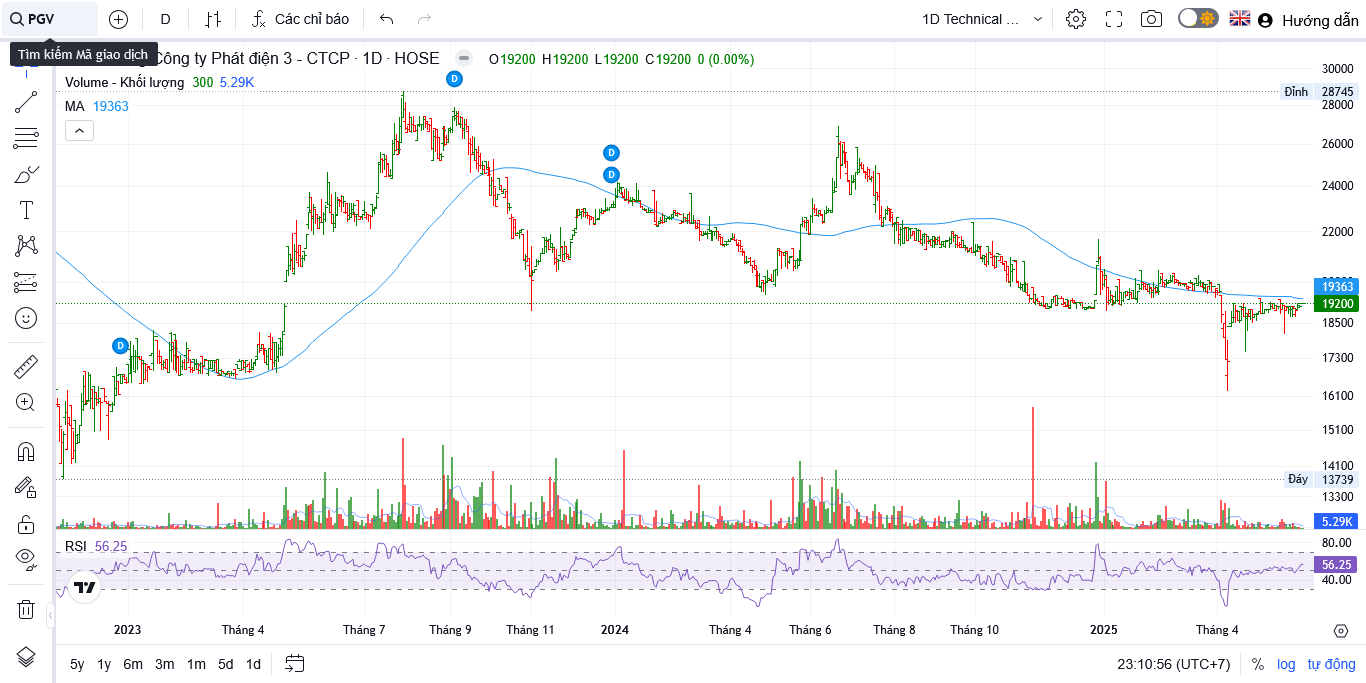 PGV
D
Các chỉ báo
1D Technical ...
Hướng dẫn
Tìm kiếm Mã giao dịch
g Công ty Phát điện 3 - CTCP · 1D · HOSE
O19200 H19200 L19200 C19200 0 (0.00%)
Volume - Khối lượng 300 5.29K
MA 19363
D
D
D
D
30000
Đỉnh 28745
28000
26000
24000
22000
19363
19200
18500
17300
16100
15100
14100
Đáy 13739
13300
5.29K
RSI 56.25
80.00
56.25
40.00
2023
Tháng 4
Tháng 7
Tháng 9
Tháng 11
2024
Tháng 4
Tháng 6
Tháng 8
Tháng 10
2025
Tháng 4
5y 1y 6m 3m 1m 5d 1d
23:10:56 (UTC+7)
% log tự động